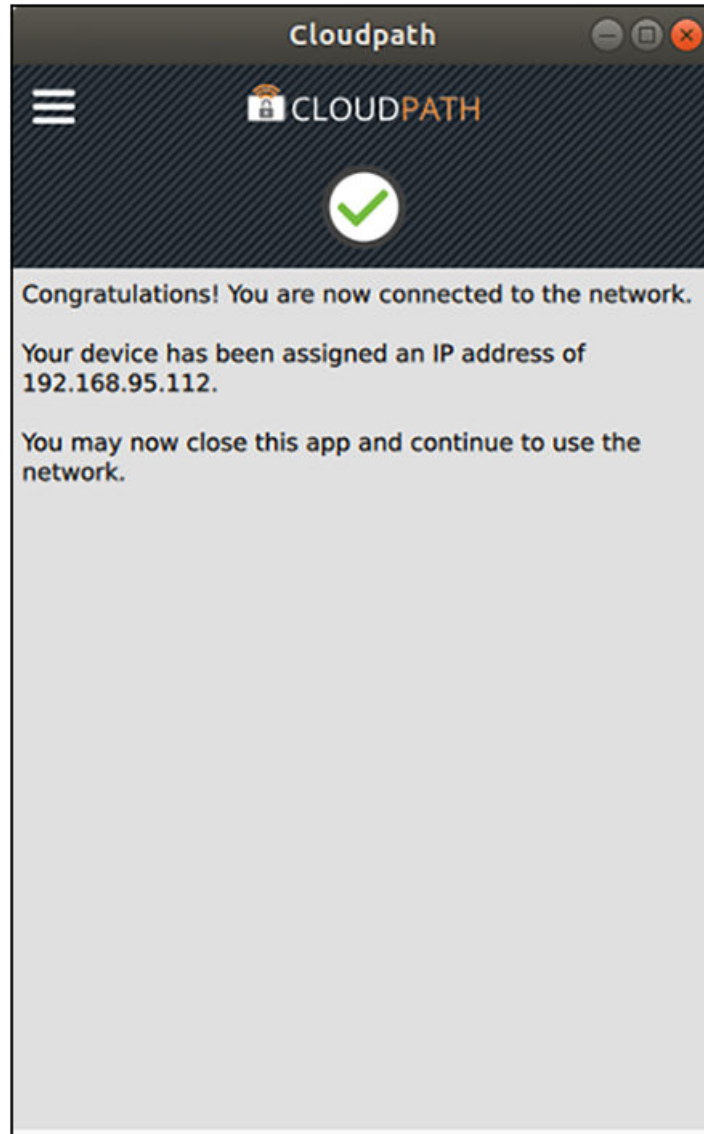 Cloudpath
CLOUDPATH
Congratulations! You are now connected to the network.
Your device has been assigned an IP address of
192.168.95.112.
You may now close this app and continue to use the
network.